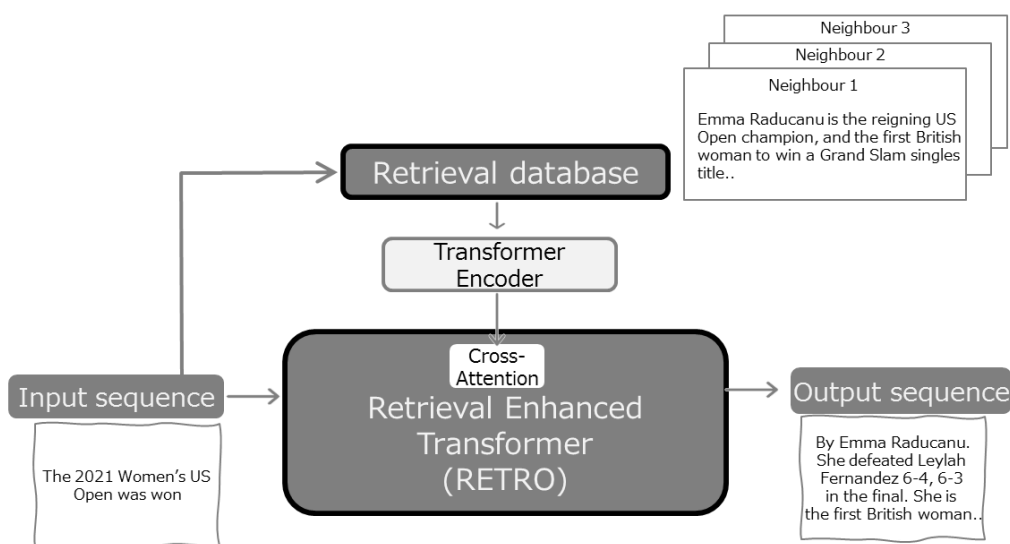 Neighbour 3
Neighbour 2
Neighbour 1
Emma Raducanu is the reigning US
Open champion, and the first British
woman to win a Grand Slam singles
title..
Retrieval database
Transformer
Encoder
Cross-
Attention
Retrieval Enhanced
Transformer
(RETRO)
Input sequence
The 2021 Women's US
Open was won
Output sequence
By Emma Raducanu.
She defeated Leylah
Fernandez 6-4, 6-3
in the final. She is
the first British woman..